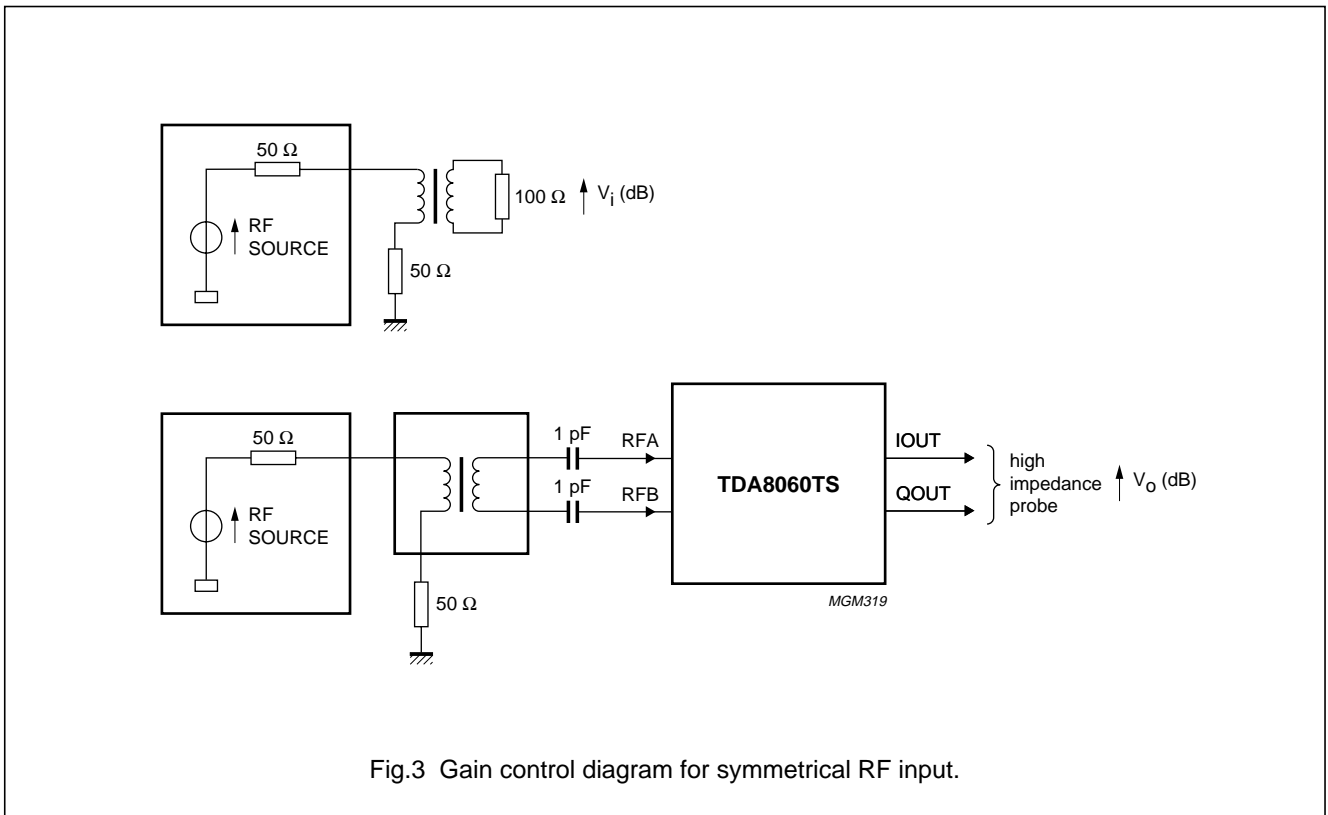 50 Ω
RF
SOURCE
50 Ω
100 Ω
Vi (dB)
50 Ω
RF
SOURCE
50 Ω
1 pF
RFA
1 pF
RFB
TDA8060TS
IOUT
QOUT
high
impedance
probe
Vo (dB)
MGM319
Fig.3 Gain control diagram for symmetrical RF input.